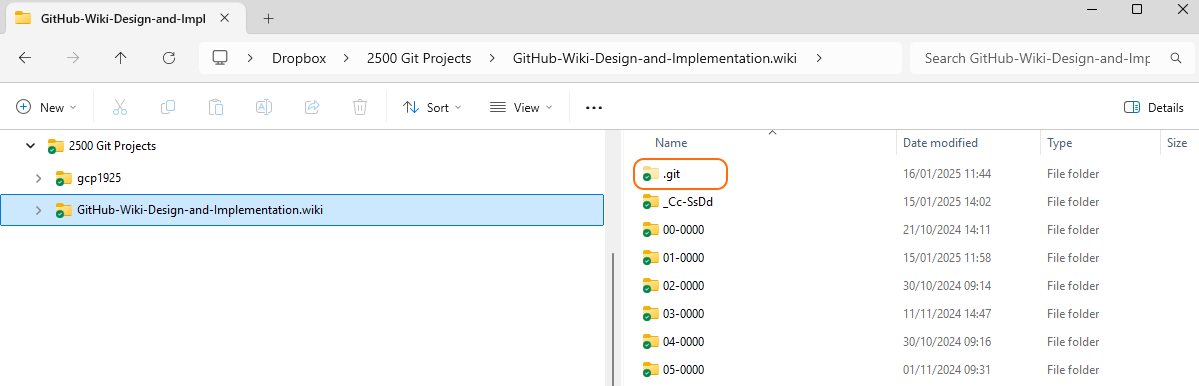 GitHub-Wiki-Design-and-Impl
Dropbox 2500 Git Projects GitHub-Wiki-Design-and-Implementation.wiki Search GitHub-Wiki-Design-and-Imp
New Sort View Details
2500 Git Projects
gcp1925
GitHub-Wiki-Design-and-Implementation.wiki
Name Date modified Type Size
.git 16/01/2025 11:44 File folder
_Cc-SsDd 15/01/2025 14:02 File folder
00-0000 21/10/2024 14:11 File folder
01-0000 15/01/2025 11:58 File folder
02-0000 30/10/2024 09:14 File folder
03-0000 11/11/2024 14:47 File folder
04-0000 30/10/2024 09:16 File folder
05-0000 01/11/2024 09:31 File folder